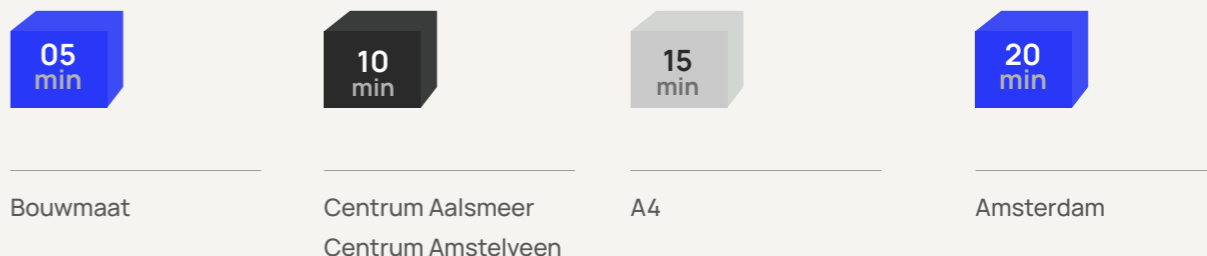 05
min
Bouwmaat
10
min
Centrum Aalsmeer
Centrum Amstelveen
15
min
A4
20
min
Amsterdam